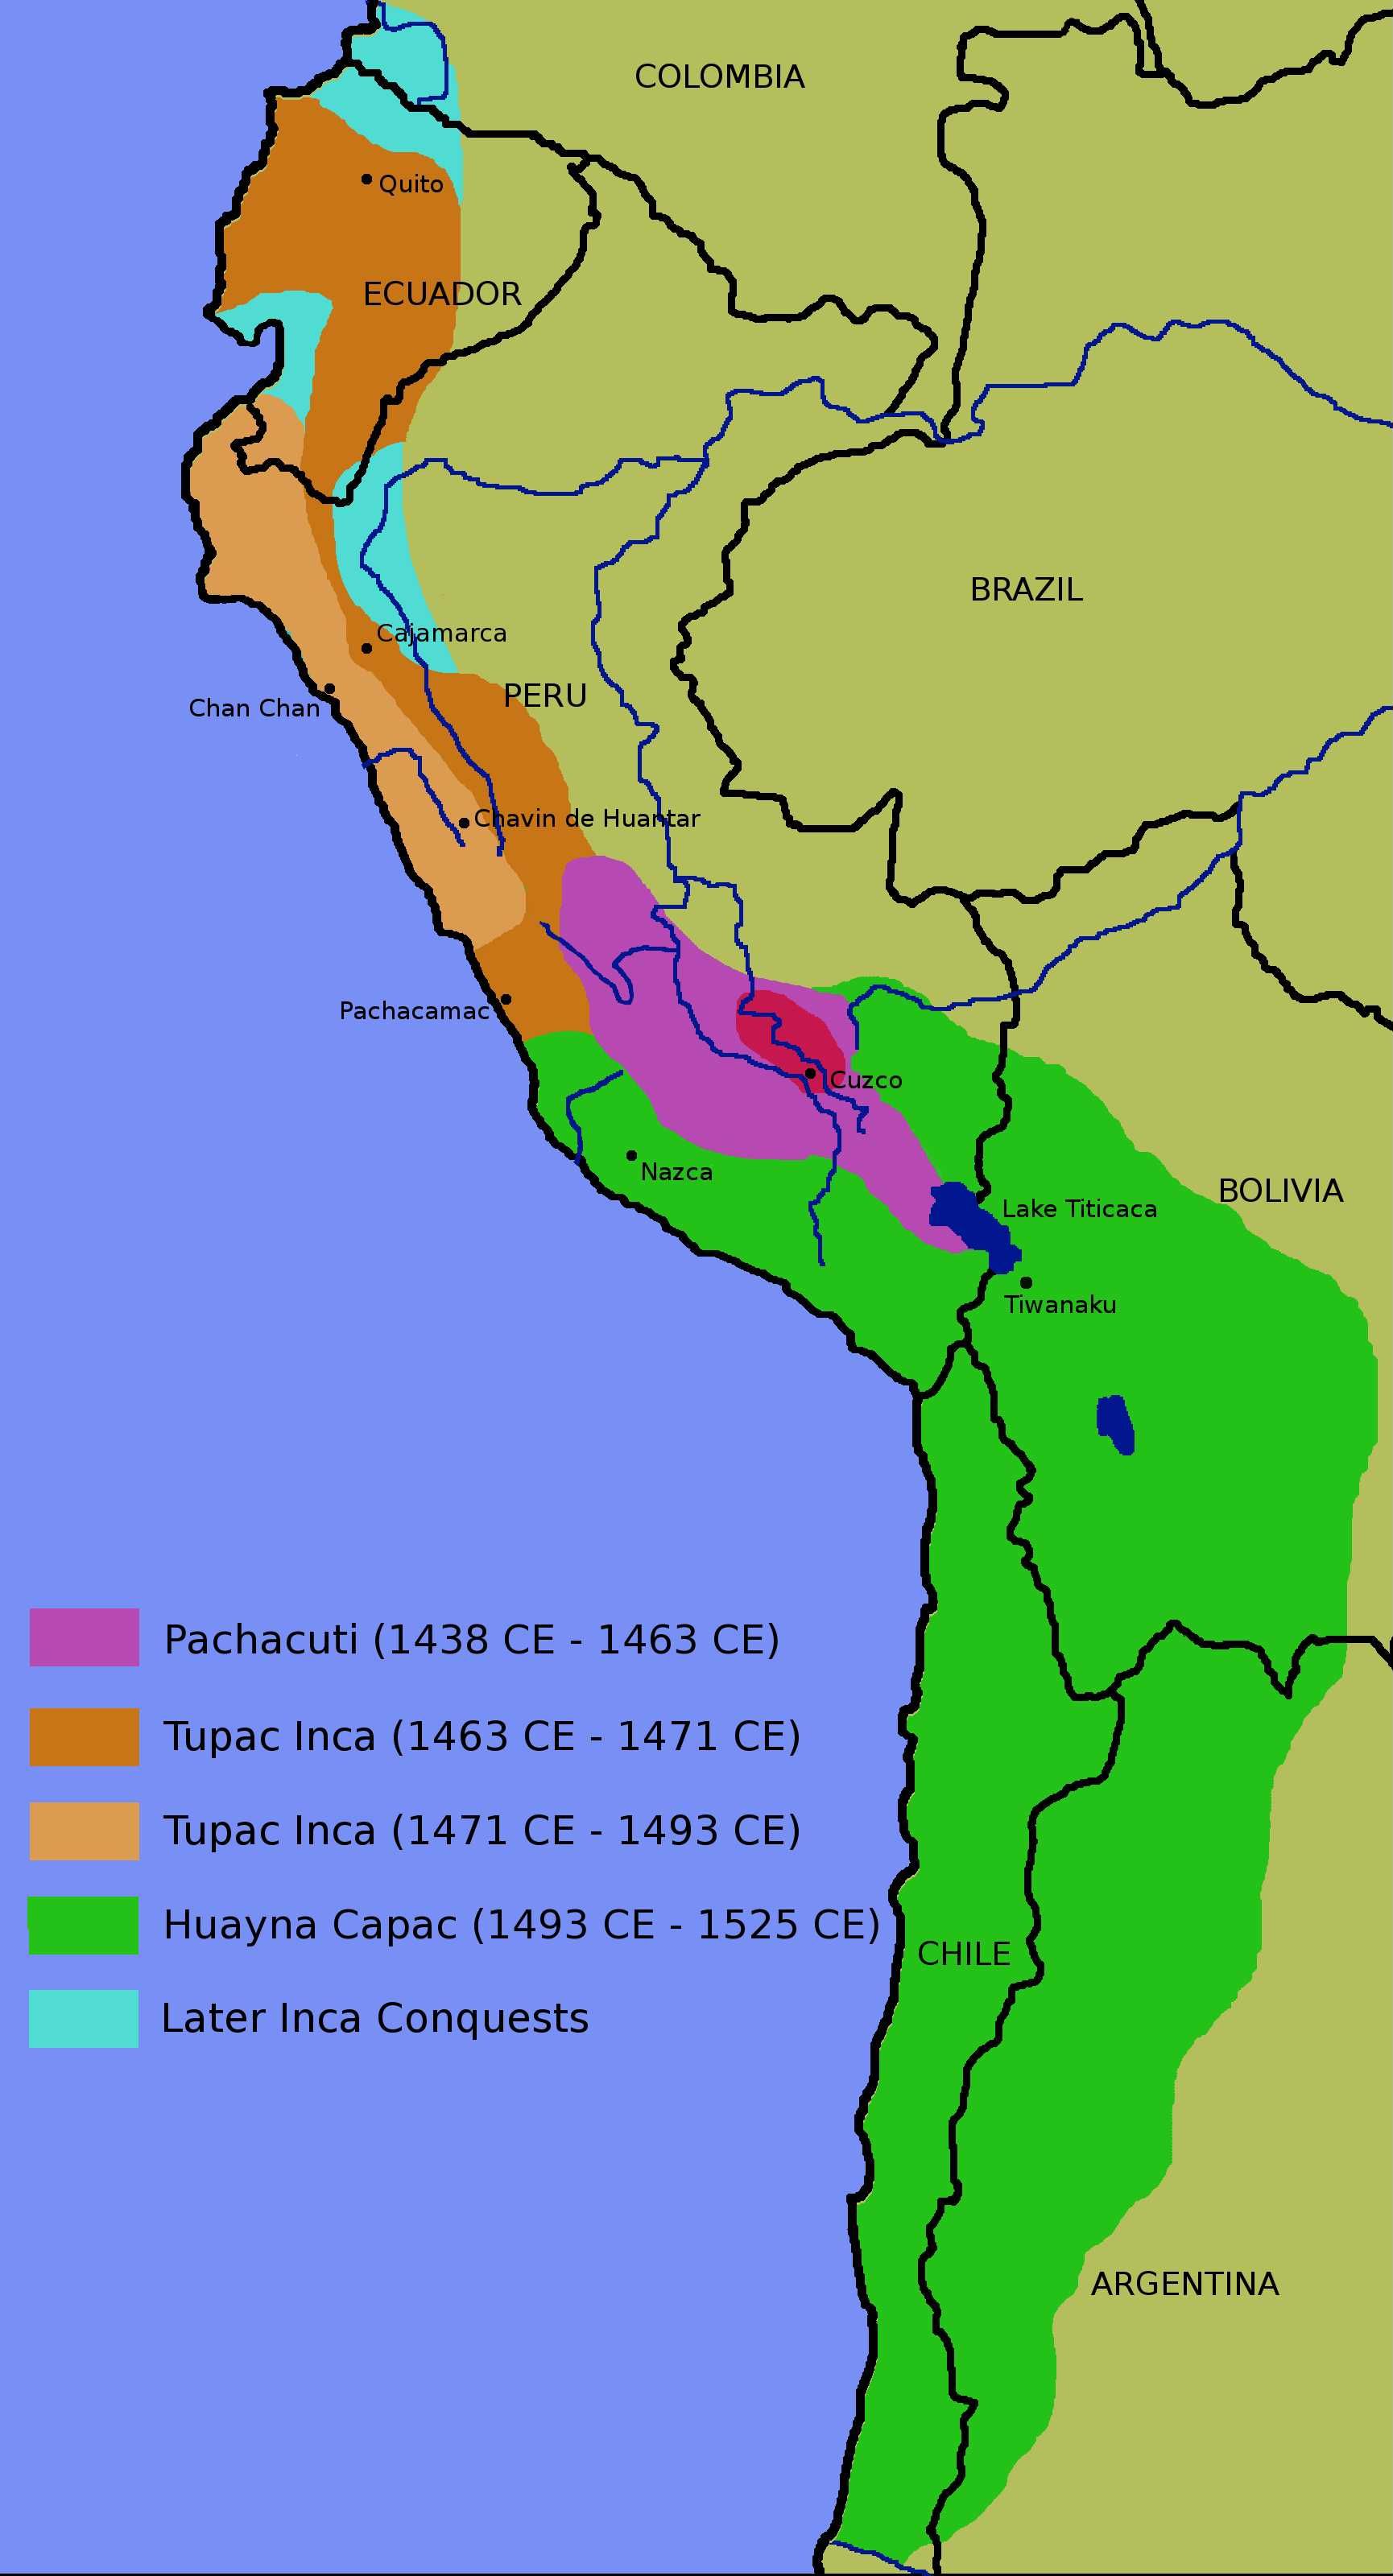 COLOMBIA
Quito
ECUADOR
BRAZIL
Cajamarca
PERU
Chan Chan
Chavin de Huantar
Pachacamac
Cuzco
Nazca
BOLIVIA
Lake Titicaca
Tiwanaku
Pachacuti (1438 CE - 1463 CE)
Tupac Inca (1463 CE - 1471 CE)
Tupac Inca (1471 CE - 1493 CE)
Huayna Capac (1493 CE - 1525 CE)
CHILE
Later Inca Conquests
ARGENTINA